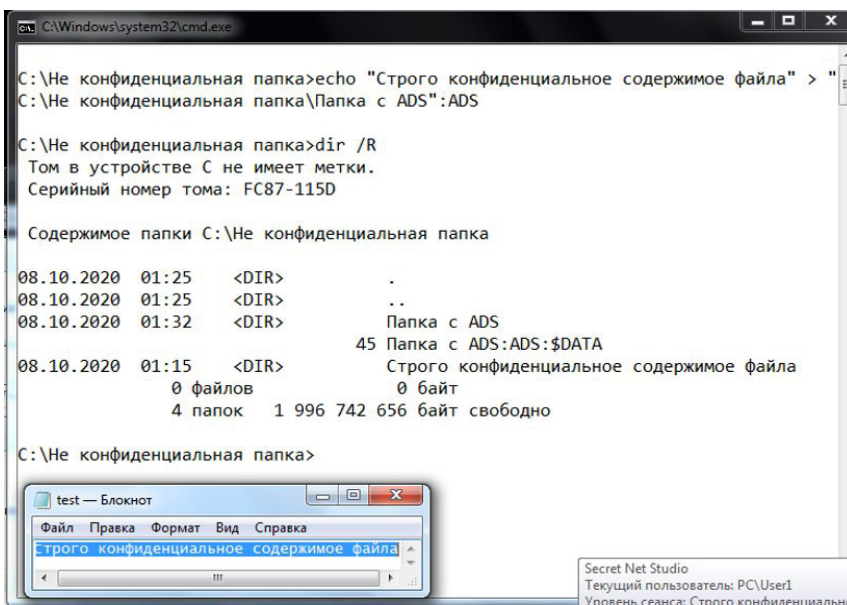 C:\Windows\system32\cmd.exe
C:\Не конфиденциальная папка>echo "Строго конфиденциальное содержимое файла" > "
C:\Не конфиденциальная папка\Папка с ADS":ADS
C:\Не конфиденциальная папка>dir /R
Том в устройстве C не имеет метки.
Серийный номер тома: FC87-115D
Содержимое папки C:\Не конфиденциальная папка
08.10.2020 01:25 <DIR> .
08.10.2020 01:25 <DIR> ..
08.10.2020 01:32 <DIR> Папка с ADS
45 Папка с ADS:ADS:$DATA
08.10.2020 01:15 <DIR> Строго конфиденциальное содержимое файла
0 файлов 0 байт
4 папок 1 996 742 656 байт свободно
C:\Не конфиденциальная папка>
test — Блокнот
Файл Правка Формат Вид Справка
Строго конфиденциальное содержимое файла
Secret Net Studio
Текущий пользователь: PC\User1
Уровень сеанса: Строго конфиденциальн